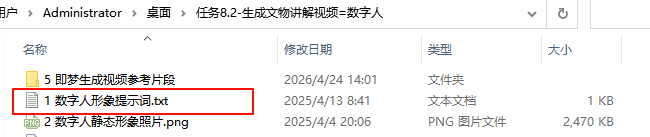 用户 > Administrator > 桌面 > 任务8.2-生成文物讲解视频=数字人
名称 修改日期 类型 大小
5 即梦生成视频参考片段 2026/4/24 14:01 文件夹
1 数字人形象提示词.txt 2025/4/13 8:41 文本文档 1 KB
2 数字人静态形象照片.png 2025/4/4 20:06 PNG 图片文件 2,470 KB